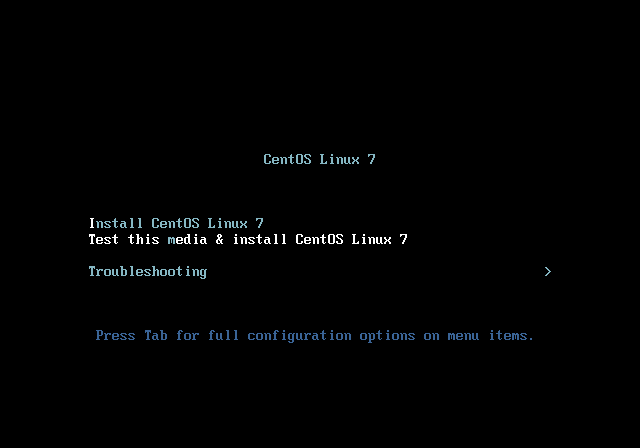 CentOS Linux 7
Install CentOS Linux 7
Test this media & install CentOS Linux 7
Troubleshooting >
Press Tab for full configuration options on menu items.